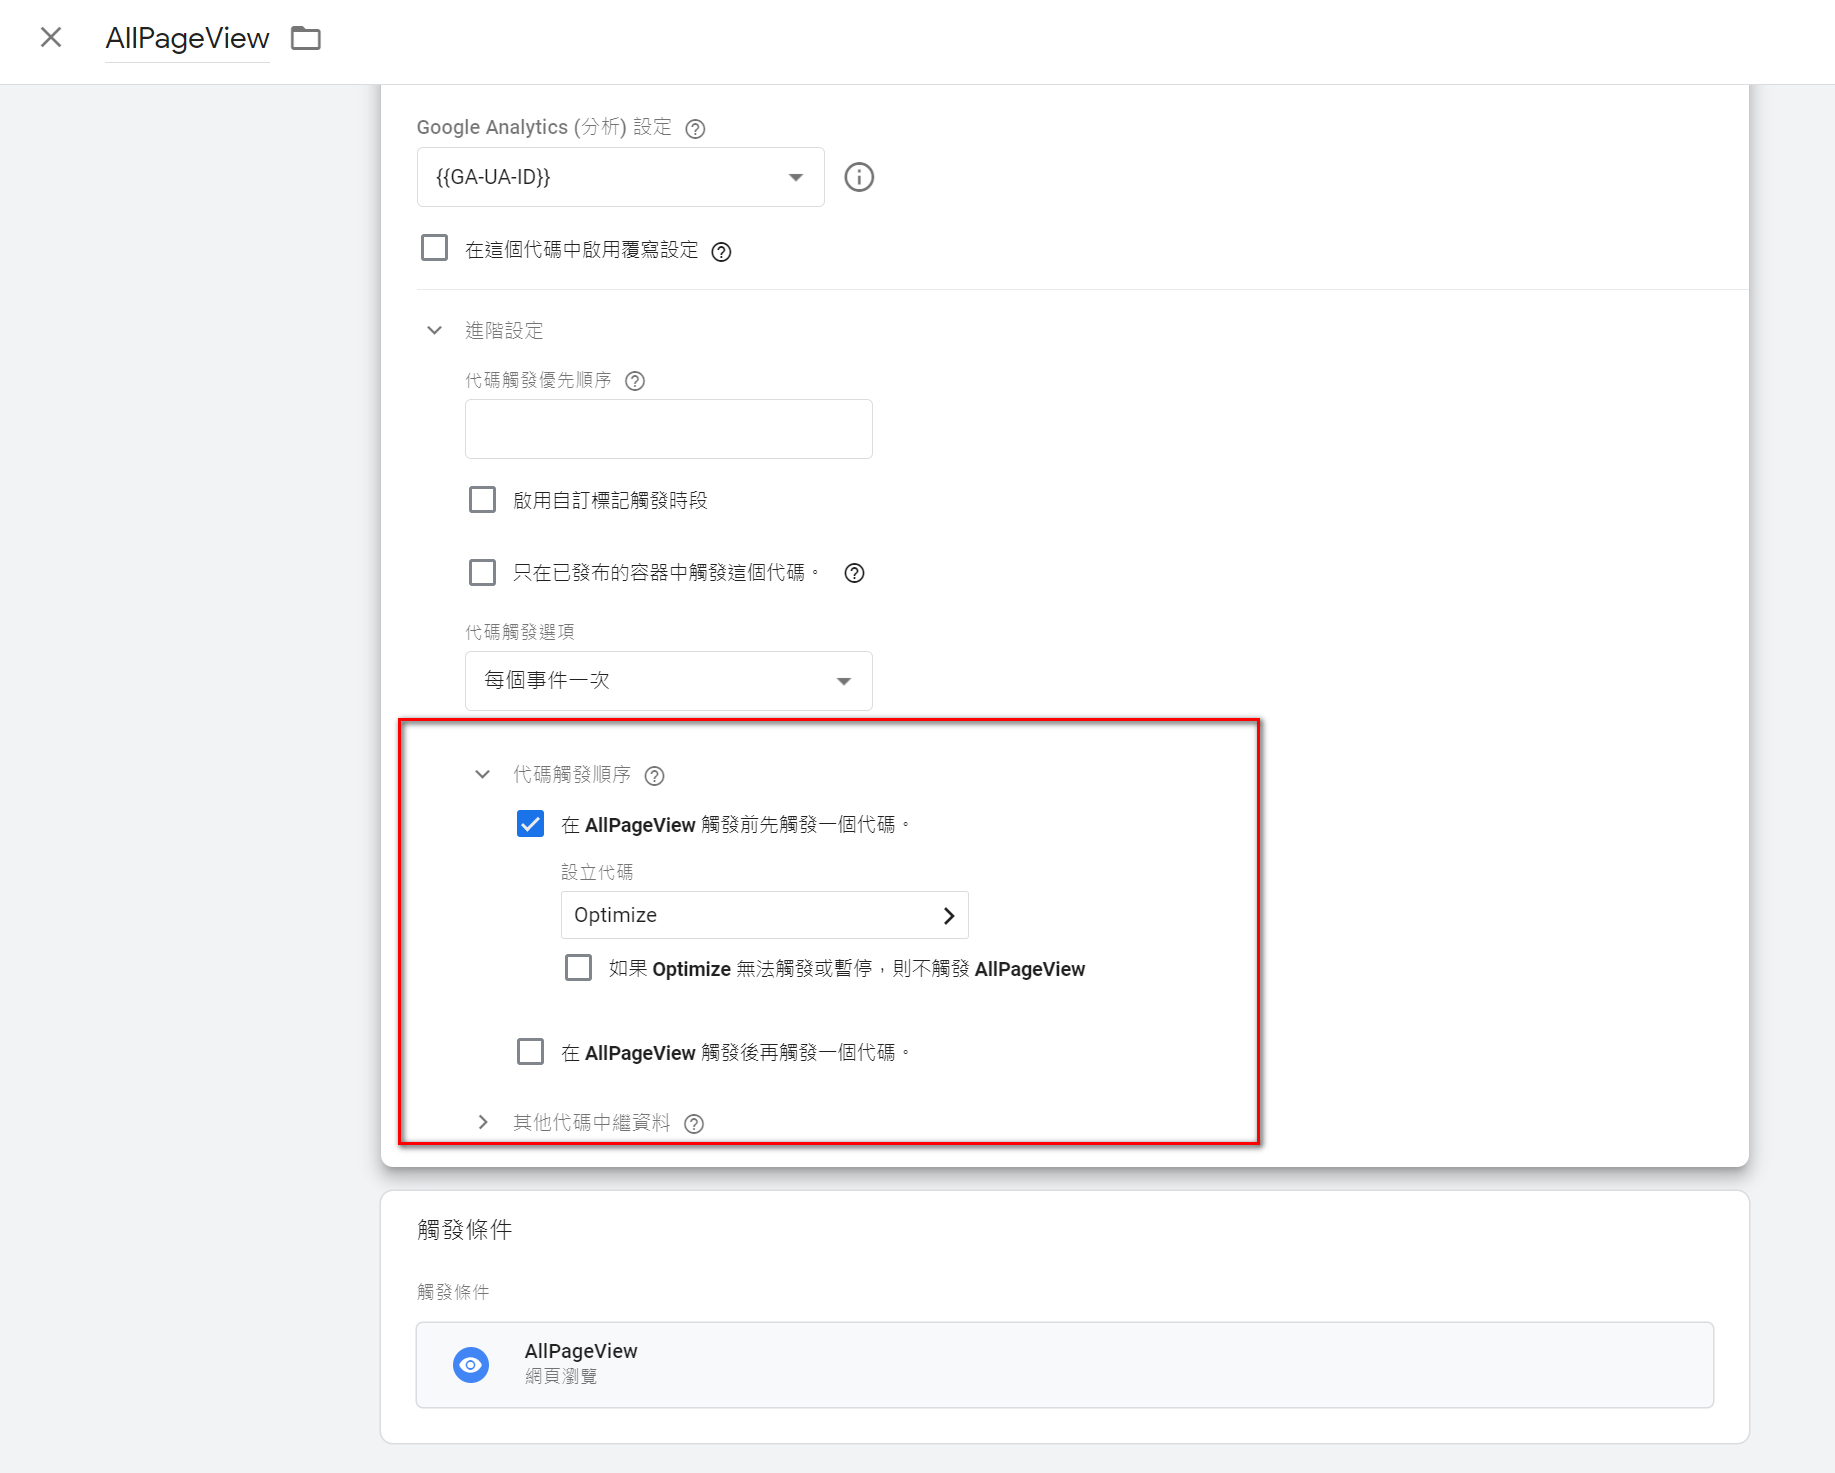 AllPageView
Google Analytics (分析) 設定
{{GA-UA-ID}}
在這個代碼中啟用覆寫設定
進階設定
代碼觸發優先順序
啟用自訂標記觸發時段
只在已發布的容器中觸發這個代碼。
代碼觸發選項
每個事件一次
代碼觸發順序
在 AllPageView 觸發前先觸發一個代碼。
設立代碼
Optimize
如果 Optimize 無法觸發或暫停，則不觸發 AllPageView
在 AllPageView 觸發後再觸發一個代碼。
其他代碼中繼資料
觸發條件
觸發條件
AllPageView
網頁瀏覽